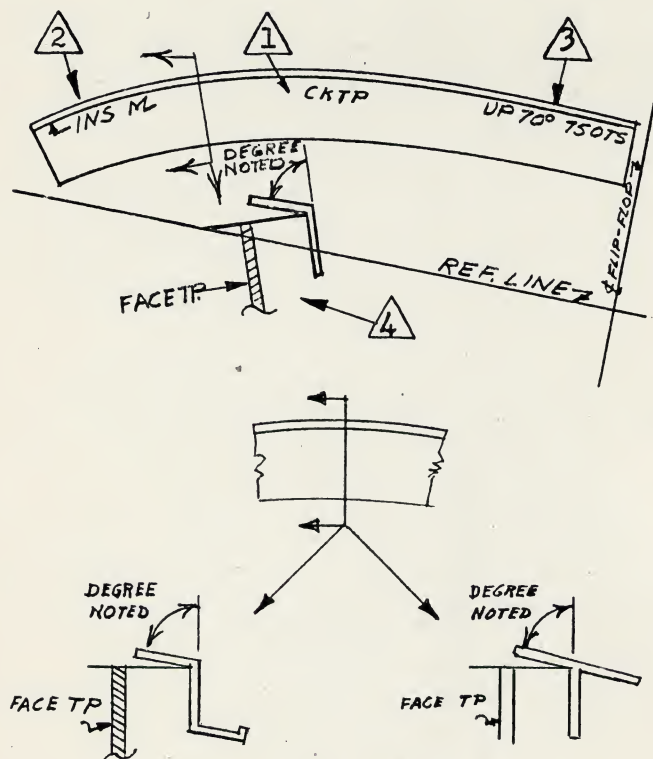 2
1
3
INS ML
CKTP
UP 70° 75OTS
DEGREE
NOTED
FLIP-FLOP
REF. LINE
FACE TP.
4
DEGREE
NOTED
DEGREE
NOTED
FACE TP
FACE TP